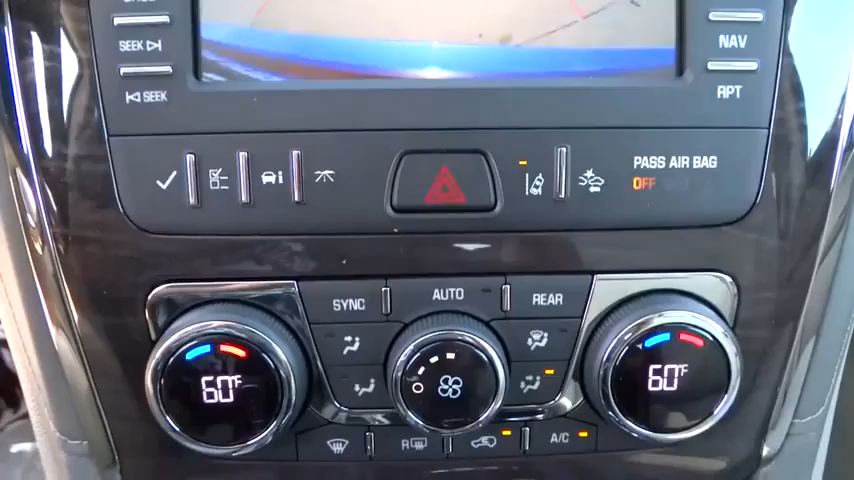 SEEK
SEEK
NAV
RPT
PASS AIR BAG
OFF
SYNC AUTO REAR
60°F 60°F
R A/C